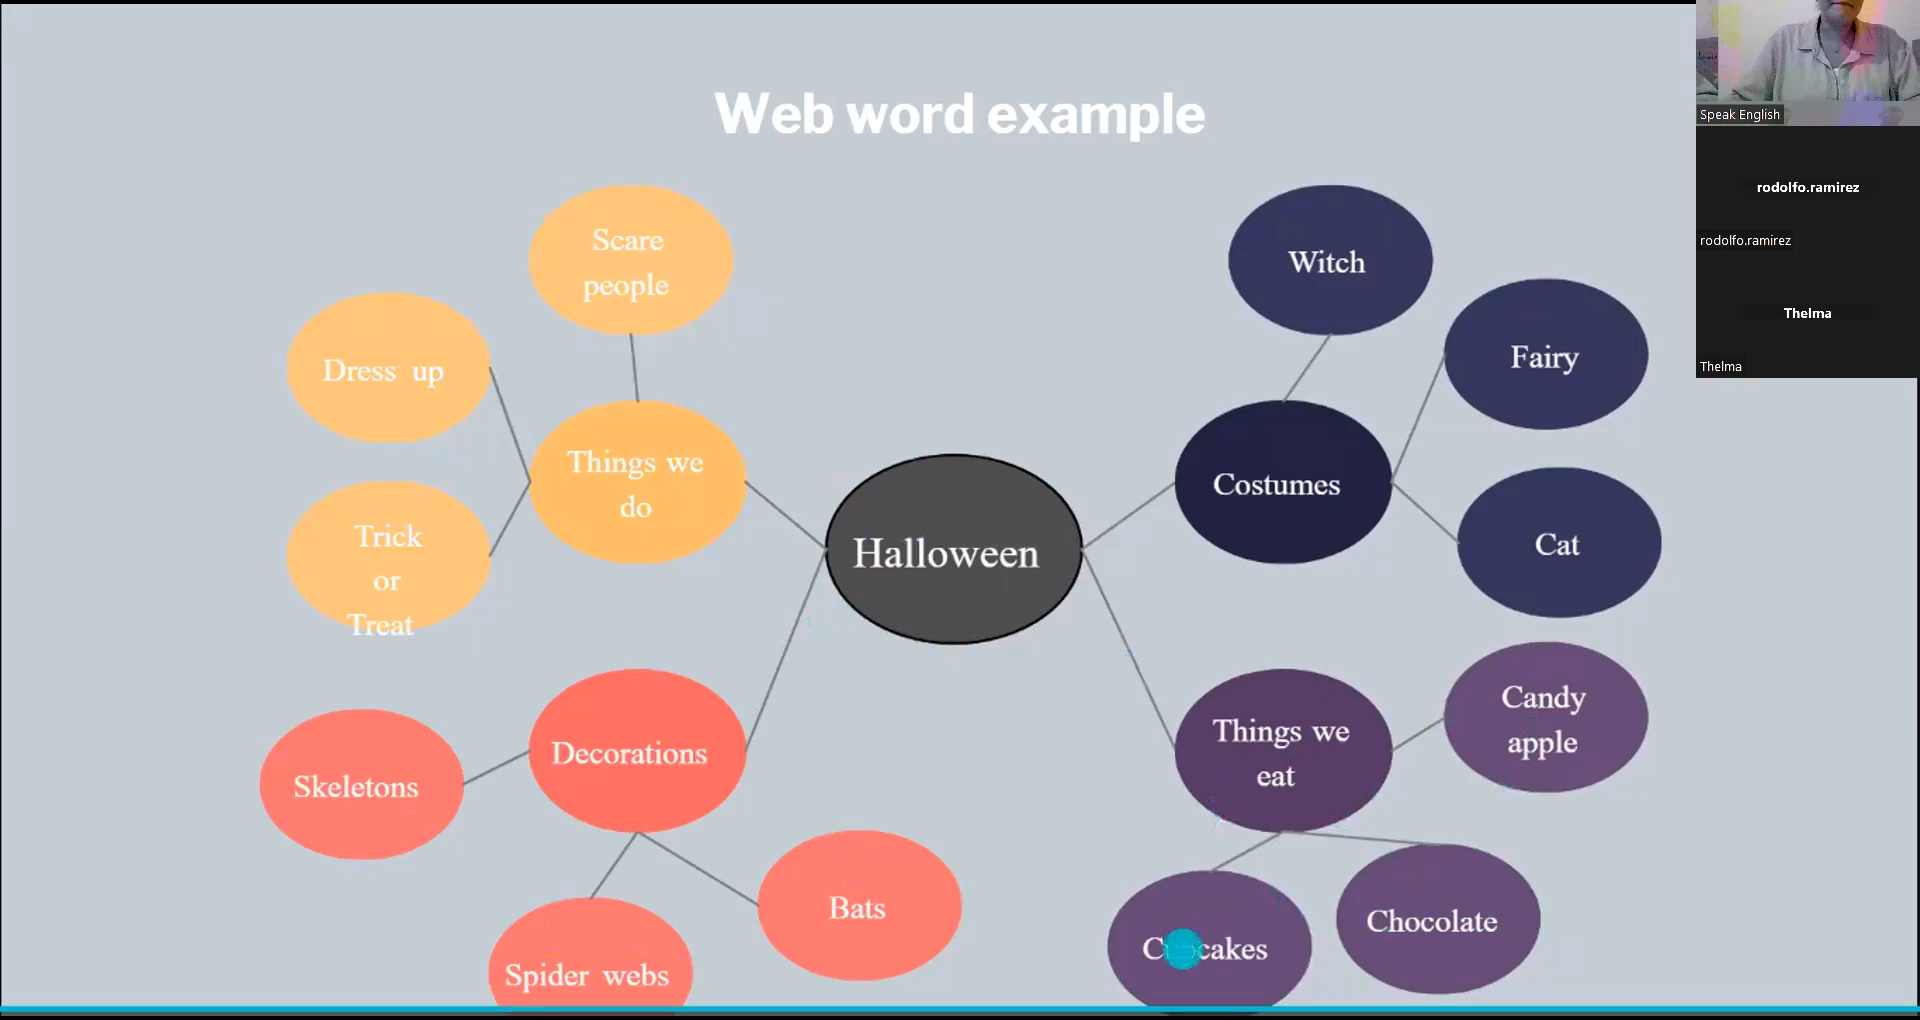 Web word example
Scare
people
Dress up
Things we
do
Trick
or
Treat
Halloween
Witch
Fairy
Costumes
Cat
Decorations
Skeletons
Spider webs
Bats
Things we
eat
Candy
apple
Cupcakes
Chocolate
Speak English
rodolfo.ramirez
rodolfo.ramirez
Thelma
Thelma